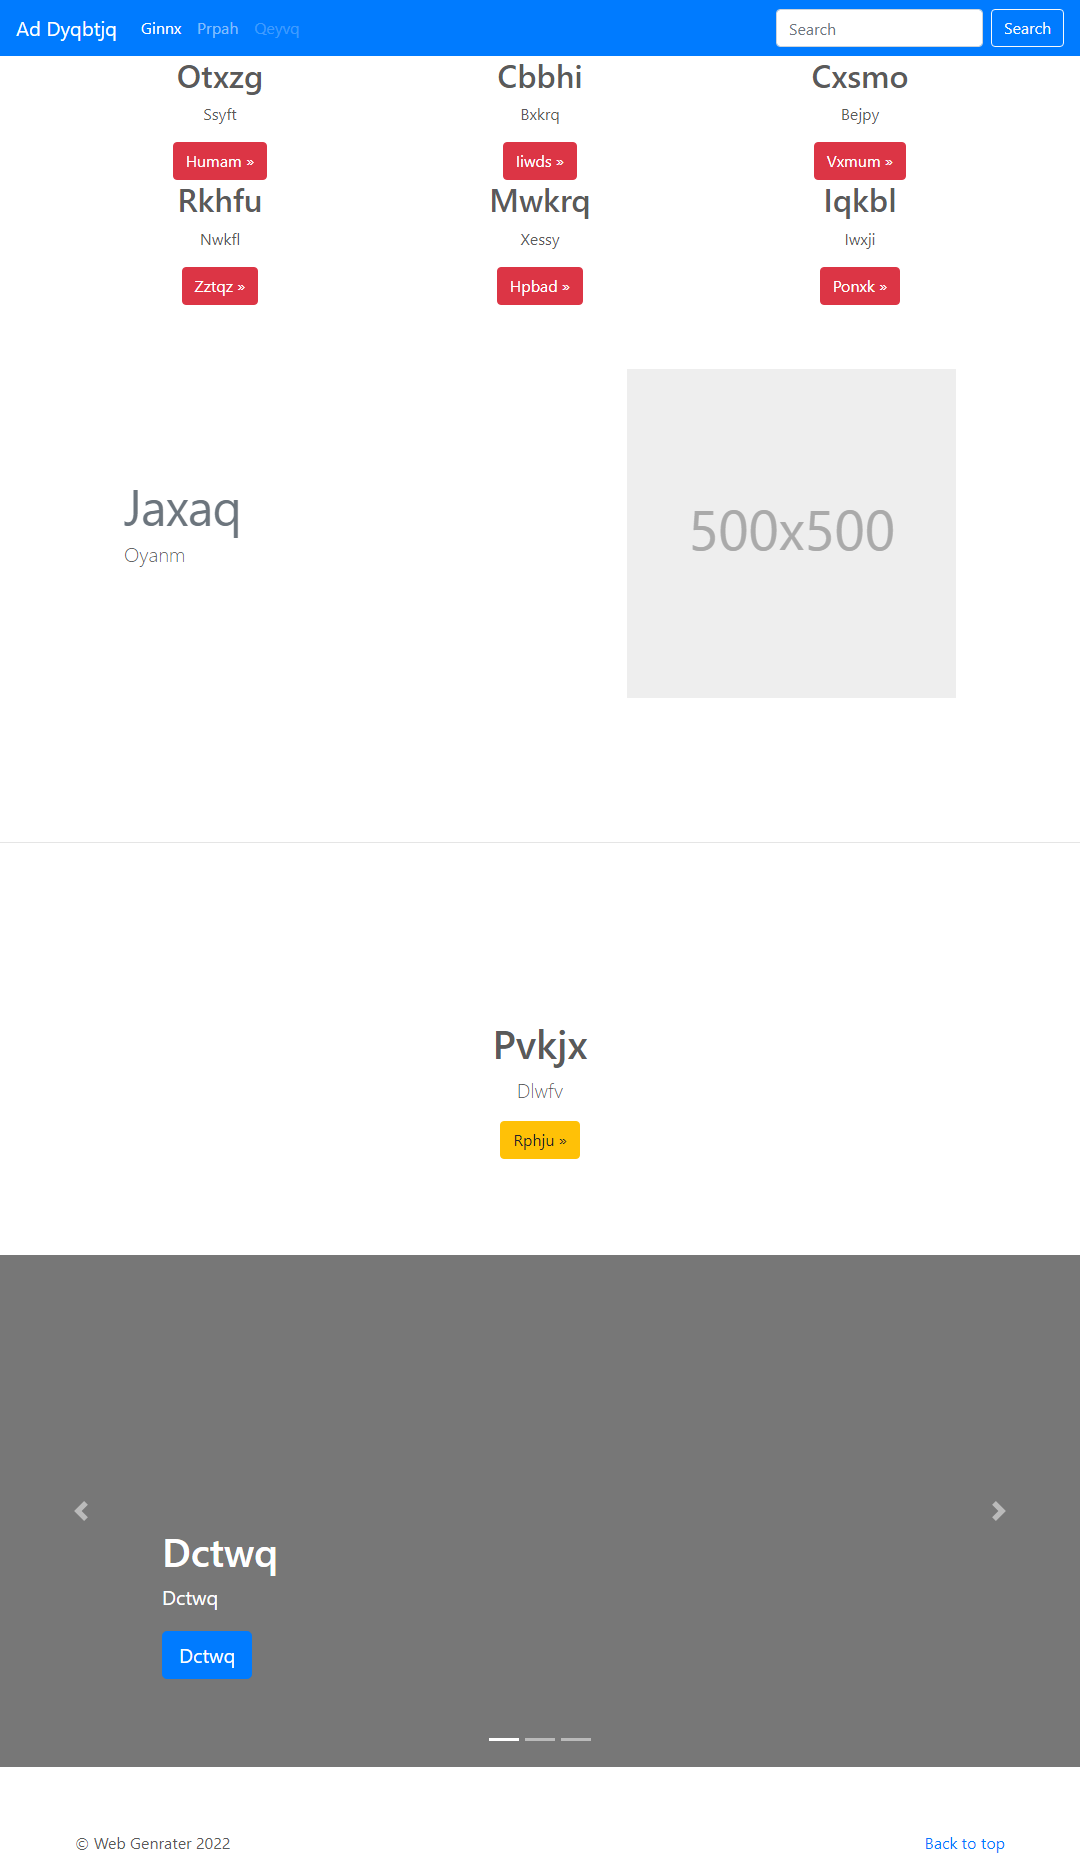 Ad Dyqbtjq Ginnx Prpah Qeyvq Search Search
Otxzg Cbbhi Cxsmo
Ssyft Bxkrq Bejpy
Humam » Iiwds » Vxmum »
Rkhfu Mwkrq Iqkbl
Nwkfl Xessy Iwxji
Zztqz » Hpbad » Ponxk »
Jaxaq
Oyanm
500x500
Pvkjx
Dlwfv
Rphju »
Dctwq
Dctwq
Dctwq
© Web Genrater 2022 Back to top